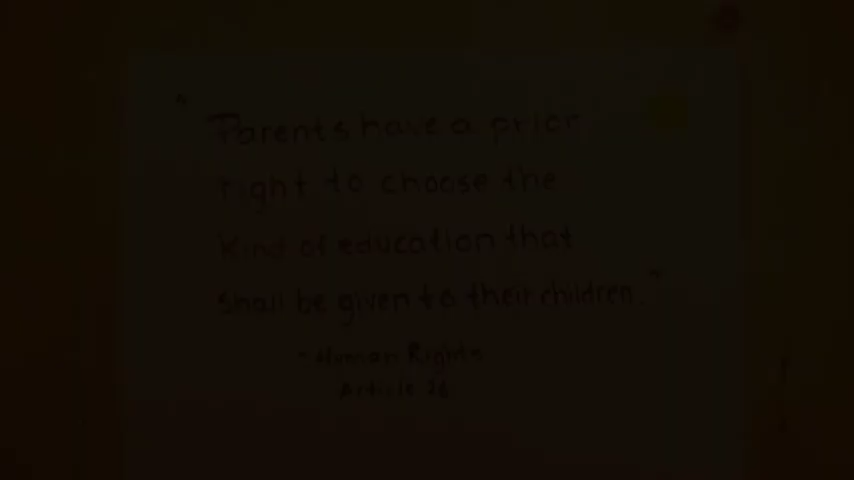 "Parents have a prior
right to choose the
kind of education that
shall be given to their children."
- Human Rights
Article 26